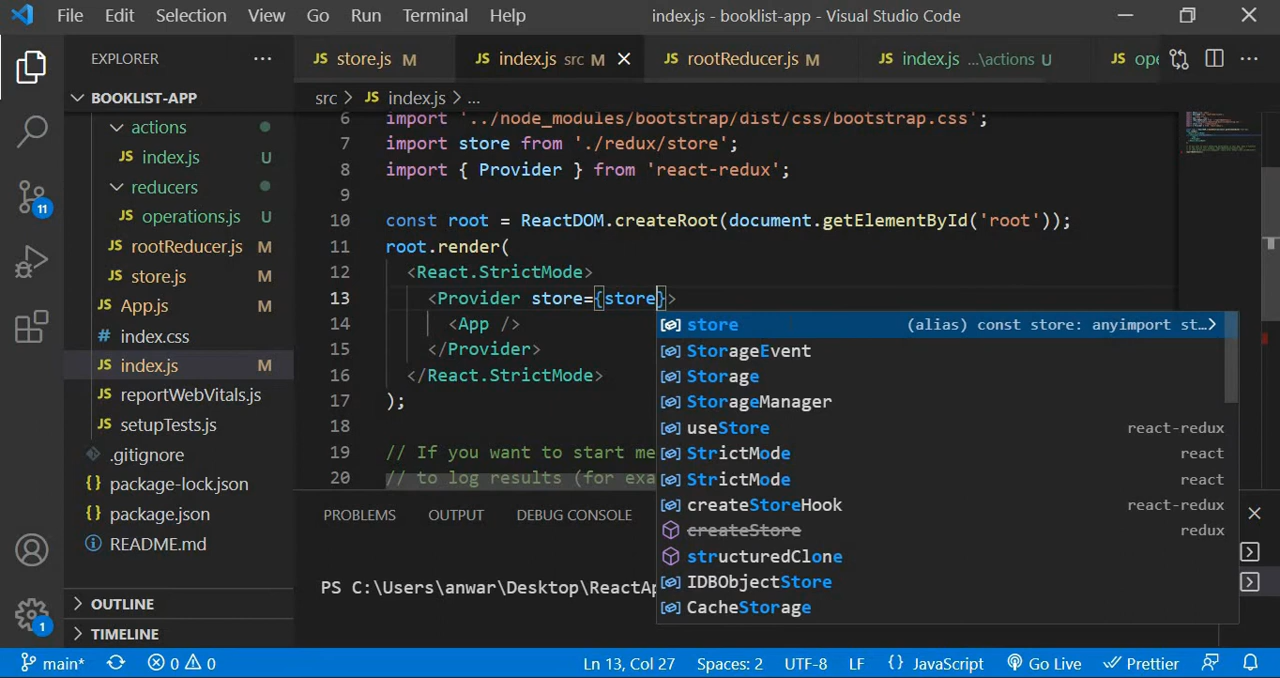 File Edit Selection View Go Run Terminal Help index.js - booklist-app - Visual Studio Code
EXPLORER
store.js M
index.js src M
rootReducer.js M
index.js ...\actions U
ope
BOOKLIST-APP
actions
index.js U
reducers
operations.js U
rootReducer.js M
store.js M
App.js M
index.css
index.js M
reportWebVitals.js
setupTests.js
.gitignore
package-lock.json
package.json
README.md
OUTLINE
TIMELINE
11
1
src > JS index.js > ...
6 import '../node_modules/bootstrap/dist/css/bootstrap.css';
7 import store from './redux/store';
8 import { Provider } from 'react-redux';
9
10 const root = ReactDOM.createRoot(document.getElementById('root'));
11 root.render(
12 <React.StrictMode>
13 <Provider store={store}>
14 <App />
15 </Provider>
16 </React.StrictMode>
17 );
18
19 // If you want to start me
20 // to log results (for exa
store (alias) const store: anyimport st...
StorageEvent
Storage
StorageManager
useStore react-redux
StrictMode react
StrictMode react
createStoreHook react-redux
createStore redux
structuredClone
IDBObjectStore
CacheStorage
PROBLEMS OUTPUT DEBUG CONSOLE
PS C:\Users\anwar\Desktop\ReactAp
main* 0 0 Ln 13, Col 27 Spaces: 2 UTF-8 LF {} JavaScript Go Live Prettier